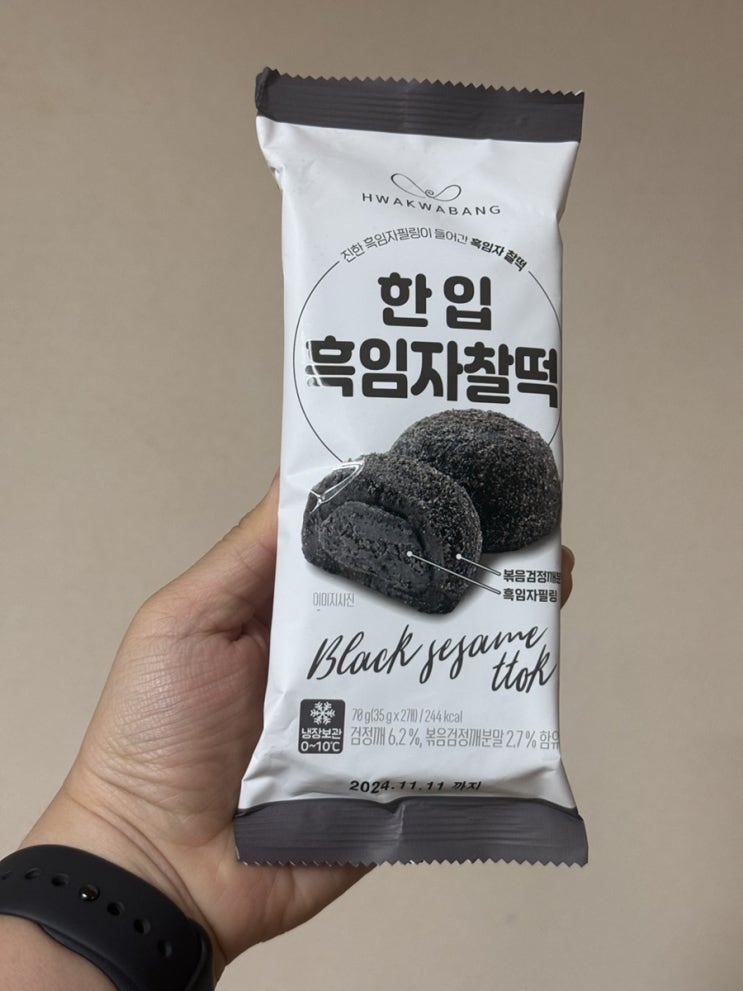 HWAKWABANG
진한 흑임자필링이 들어간 흑임자 찰떡
한 입
흑임자찰떡
볶음검정깨분
흑임자필링
이미지사진
Black sesame
ttok
냉장보관
0~10℃
70g(35g x 2개) / 244 kcal
검정깨 6.2%, 볶음검정깨분말 2.7% 함유
2024.11.11 까지